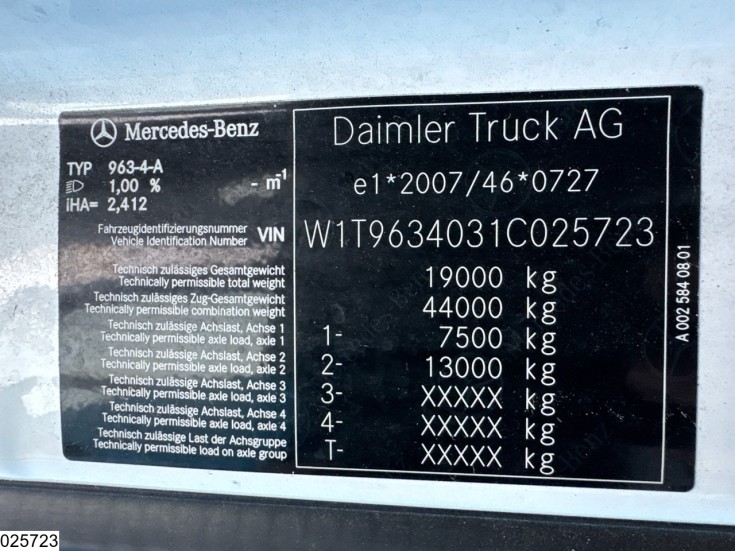 Mercedes-Benz
TYP 963-4-A
1,00 % - m-1
iHA= 2,412
Fahrzeugidentifizierungsnummer
Vehicle Identification Number VIN
Technisch zulässiges Gesamtgewicht
Technically permissible total weight
Technisch zulässiges Zug-Gesamtgewicht
Technically permissible combination weight
Technisch zulässige Achslast, Achse 1
Technically permissible axle load, axle 1
Technisch zulässige Achslast, Achse 2
Technically permissible axle load, axle 2
Technisch zulässige Achslast, Achse 3
Technically permissible axle load, axle 3
Technisch zulässige Achslast, Achse 4
Technically permissible axle load, axle 4
Technisch zulässige Last der Achsgruppe
Technically permissible load on axle group
Daimler Truck AG
e1*2007/46*0727
W1T9634031C025723
19000 kg
44000 kg
1- 7500 kg
2- 13000 kg
3- XXXXX kg
4- XXXXX kg
T- XXXXX kg
A 002 584 08 01
025723